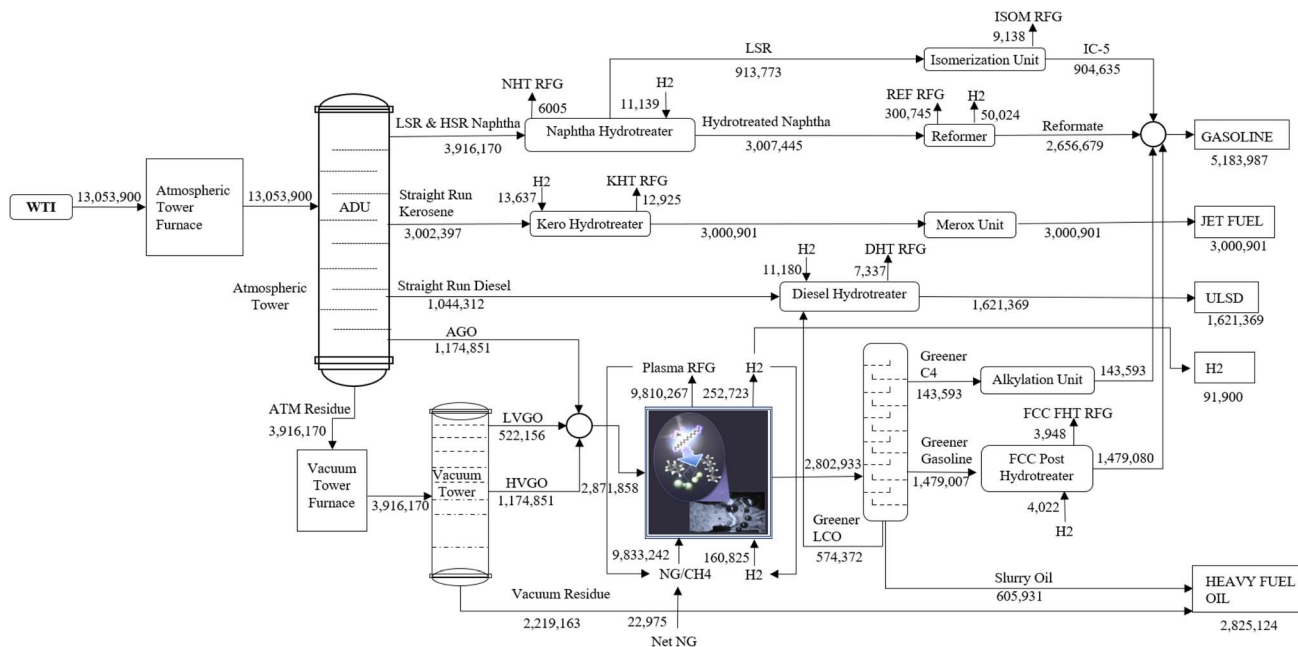 ISOM RFG
9,138
LSR
913,773
Isomerization Unit
IC-5
904,635
NHT RFG
6005
H2
11,139
REF RFG
300,745
H2
50,024
LSR & HSR Naphtha
3,916,170
Naphtha Hydrotreater
Hydrotreated Naphtha
3,007,445
Reformer
Reformate
2,656,679
GASOLINE
5,183,987
WTI
13,053,900
Atmospheric
Tower
Furnace
13,053,900
ADU
Atmospheric
Tower
Straight Run
Kerosene
3,002,397
H2
13,637
KHT RFG
12,925
Kero Hydrotreater
3,000,901
Merox Unit
3,000,901
JET FUEL
3,000,901
Straight Run Diesel
1,044,312
H2
11,180
DHT RFG
7,337
Diesel Hydrotreater
1,621,369
ULSD
1,621,369
AGO
1,174,851
Plasma RFG
9,810,267
H2
252,723
Greener
C4
143,593
Alkylation Unit
143,593
H2
91,900
ATM Residue
3,916,170
Vacuum
Tower
Furnace
3,916,170
Vacuum
Tower
LVGO
522,156
HVGO
1,174,851
2,871,858
2,802,933
Greener
Gasoline
1,479,007
FCC FHT RFG
3,948
FCC Post
Hydrotreater
1,479,080
4,022
H2
Greener
LCO
574,372
9,833,242
NG/CH4
160,825
H2
Slurry Oil
605,931
HEAVY FUEL
OIL
2,825,124
Vacuum Residue
2,219,163
22,975
Net NG